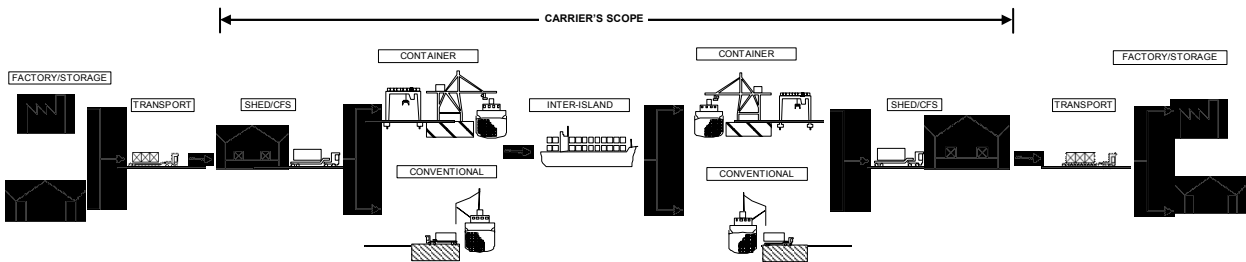 CARRIER'S SCOPE
CONTAINER
CONTAINER
FACTORY/STORAGE
FACTORY/STORAGE
TRANSPORT
SHED/CFS
INTER-ISLAND
SHED/CFS
TRANSPORT
CONVENTIONAL
CONVENTIONAL